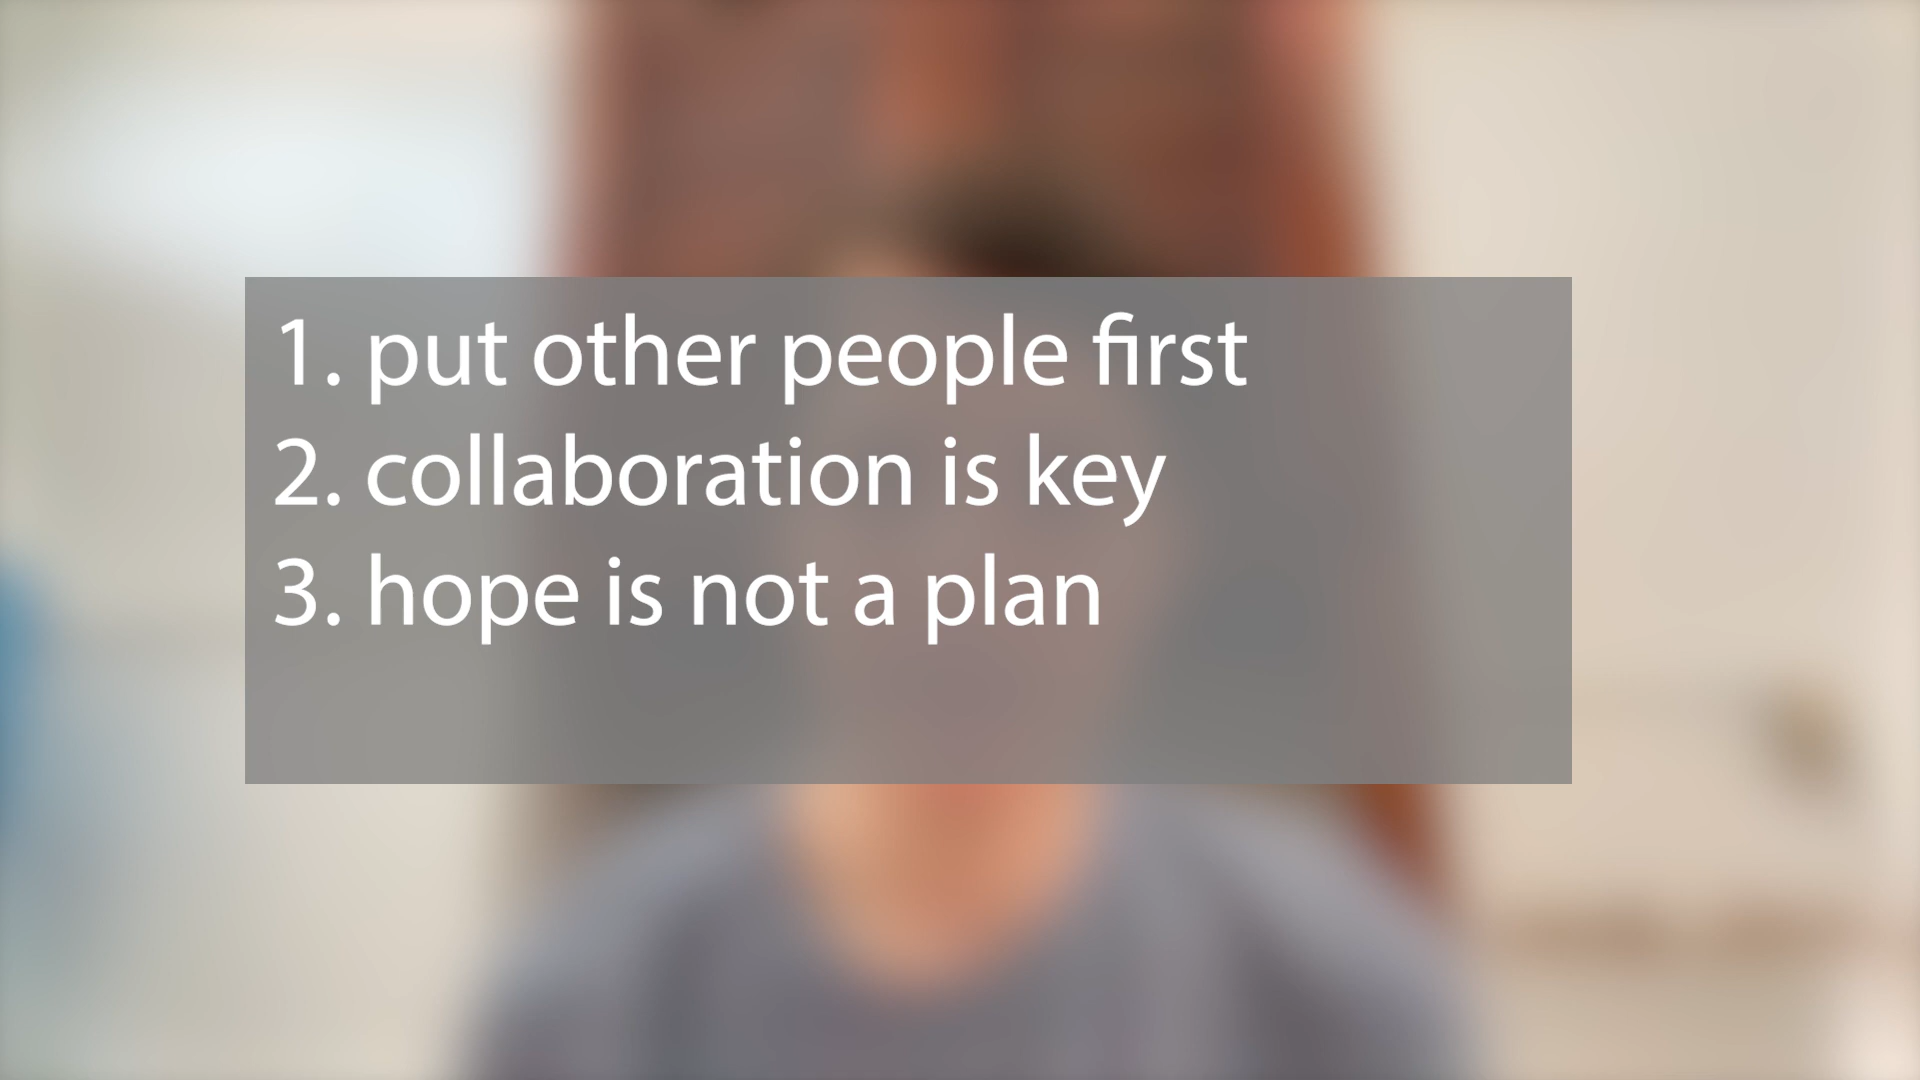 1. put other people first
2. collaboration is key
3. hope is not a plan